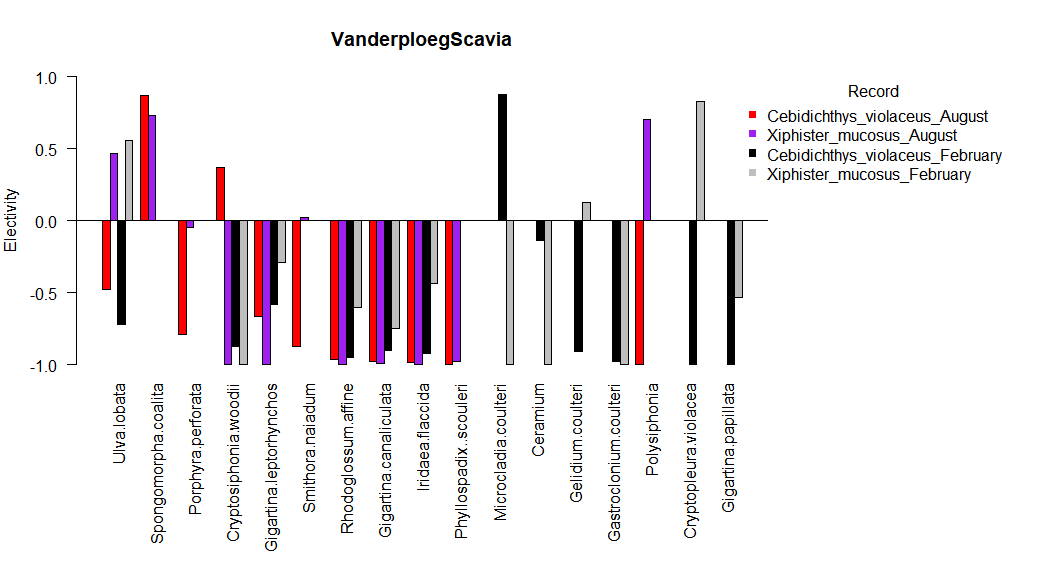 VanderploegScavia
Electivity
1.0
0.5
0.0
-0.5
-1.0
Record
Cebidichthys_violaceus_August
Xiphister_mucosus_August
Cebidichthys_violaceus_February
Xiphister_mucosus_February
Ulva.lobata
Spongomorpha.coalita
Porphyra.perforata
Cryptosiphonia.woodii
Gigartina.leptorhynchos
Smithora.naiadum
Rhodoglossum.affine
Gigartina.canaliculata
Iridaea.flaccida
Phyllospadix..scouleri
Microcladia.coulteri
Ceramium
Gelidium.coulteri
Gastroclonium.coulteri
Polysiphonia
Cryptopleura.violacea
Gigartina.papillata